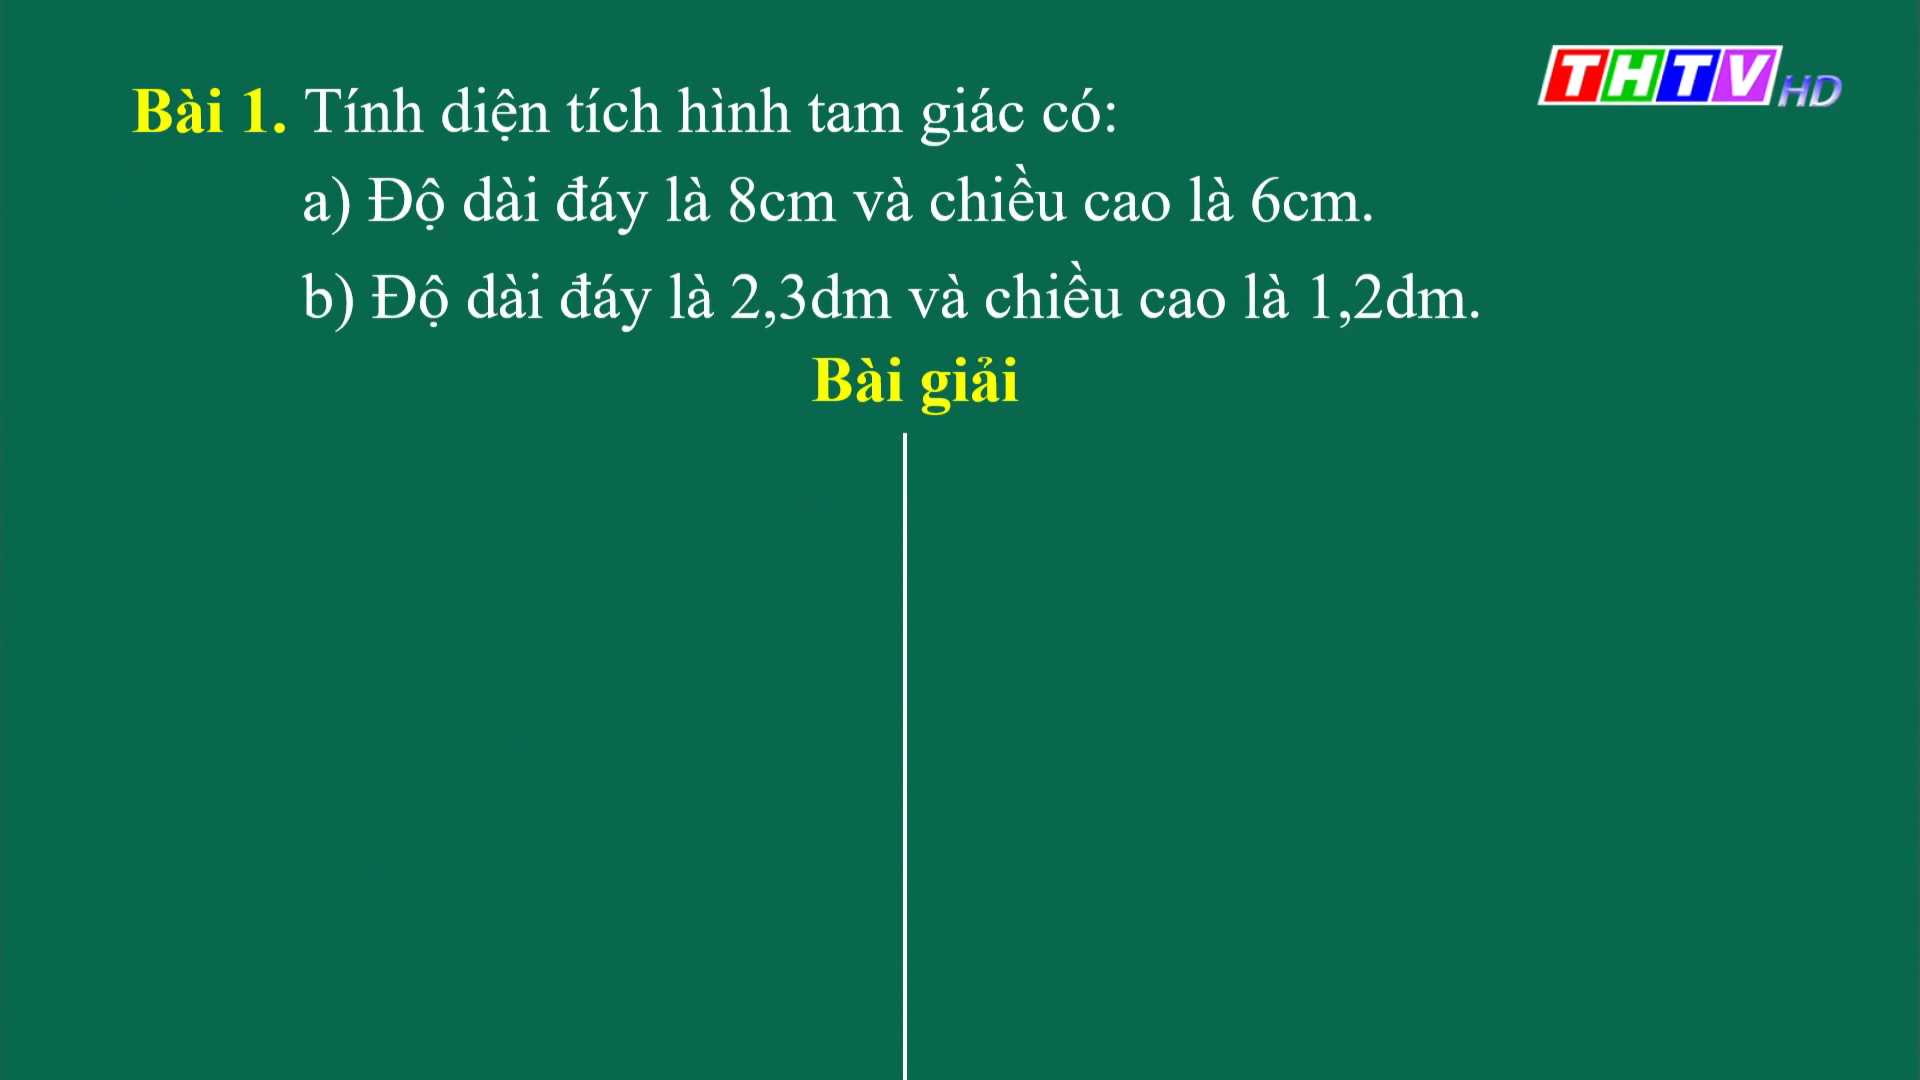 THTV HD
Bài 1. Tính diện tích hình tam giác có:
a) Độ dài đáy là 8cm và chiều cao là 6cm.
b) Độ dài đáy là 2,3dm và chiều cao là 1,2dm.
Bài giải